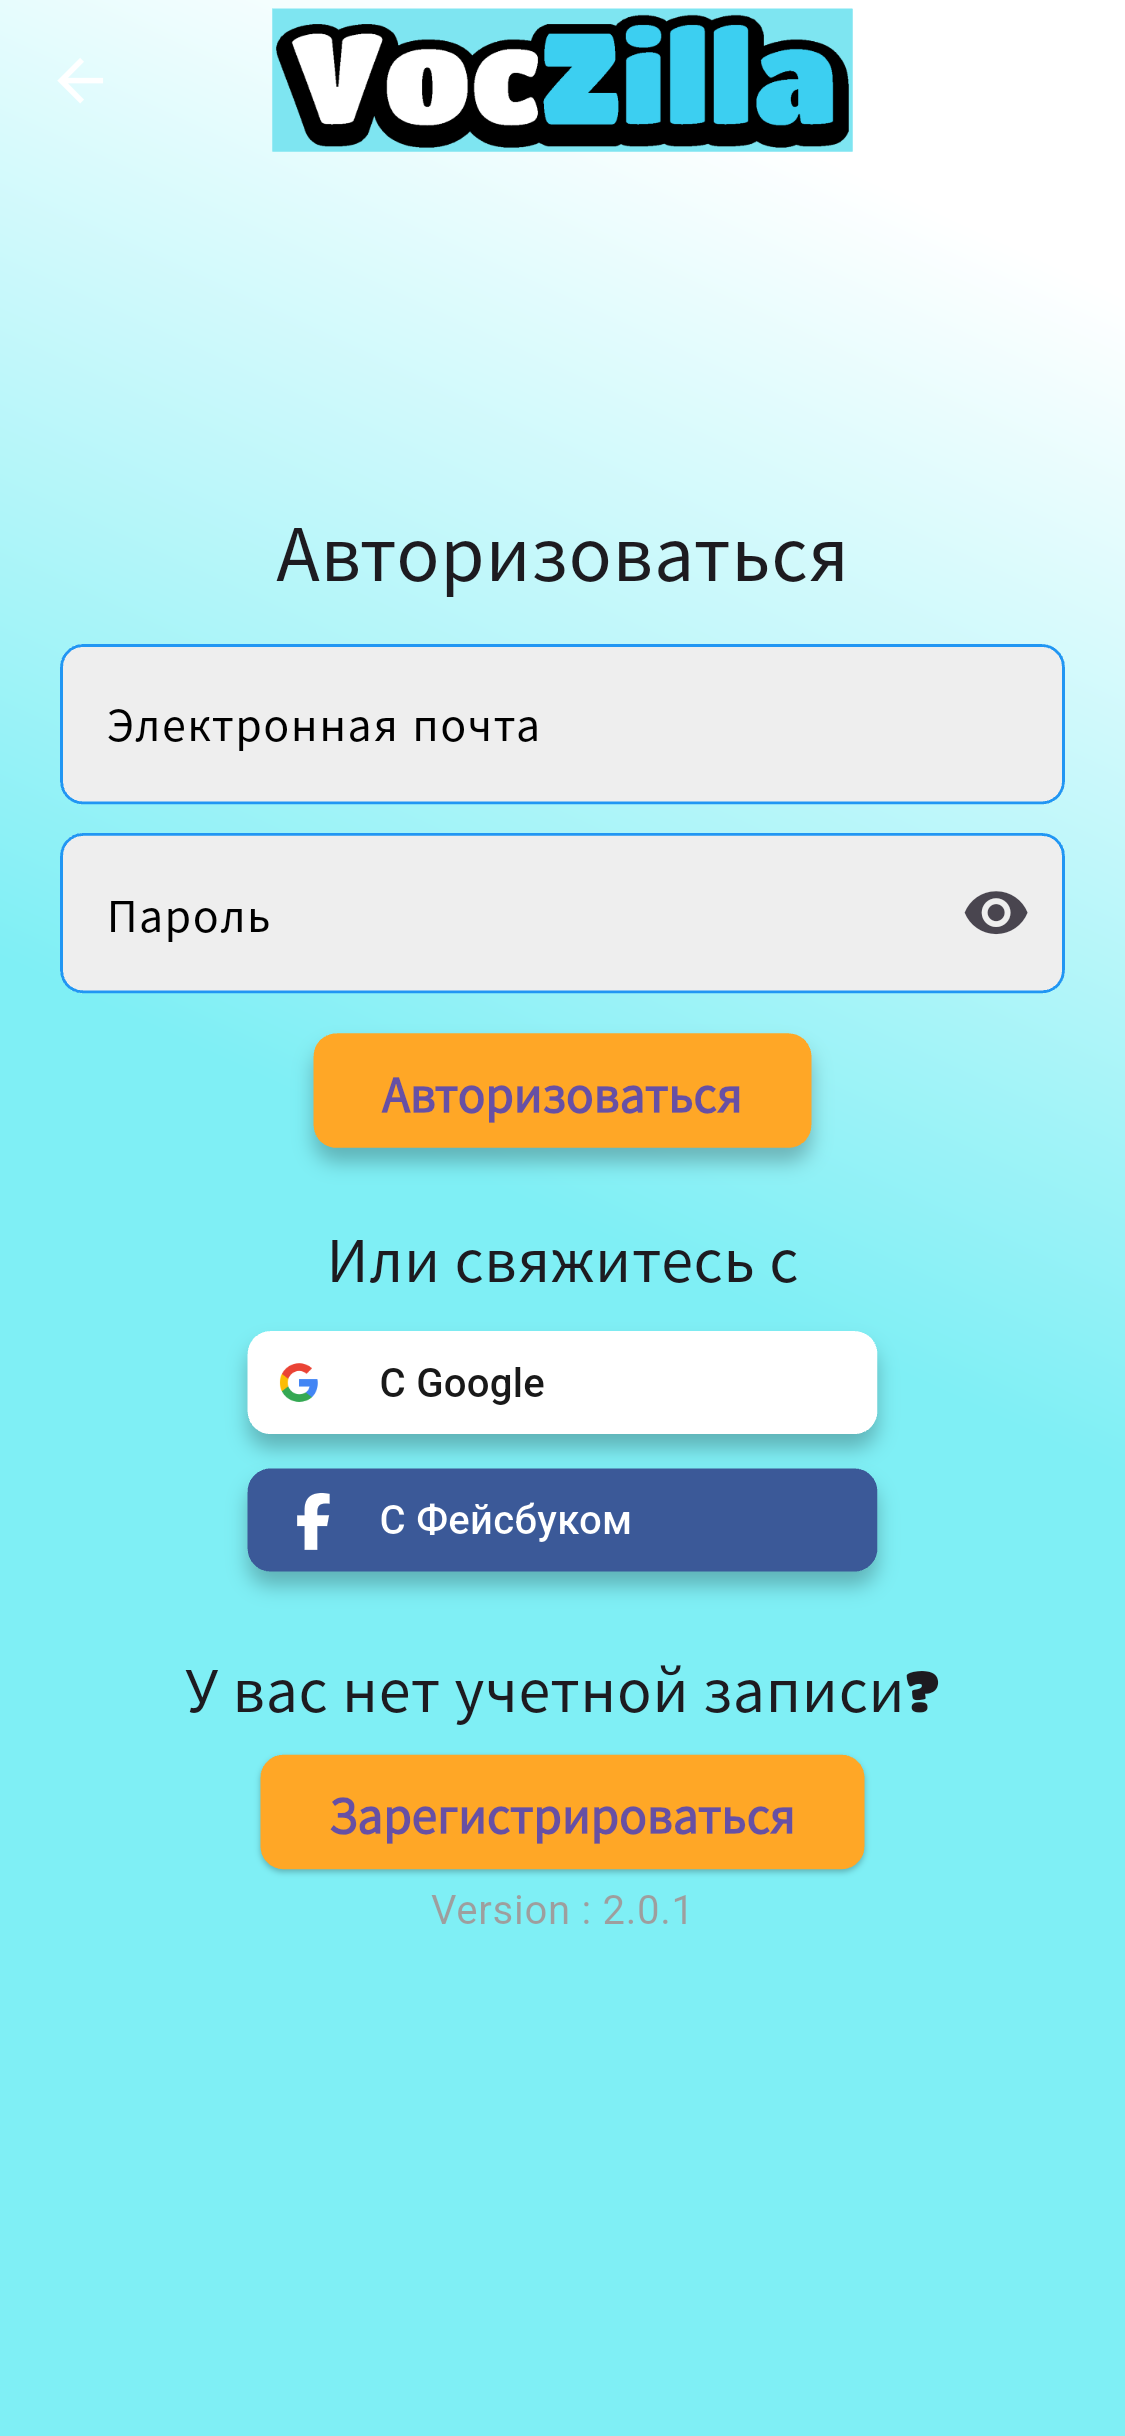 VocZilla
Авторизоваться
Электронная почта
Пароль
Авторизоваться
Или свяжитесь с
С Google
С Фейсбуком
У вас нет учетной записи?
Зарегистрироваться
Version : 2.0.1